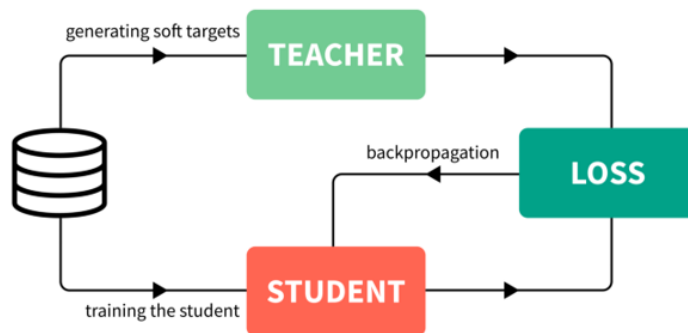 generating soft targets
TEACHER
backpropagation
LOSS
STUDENT
training the student